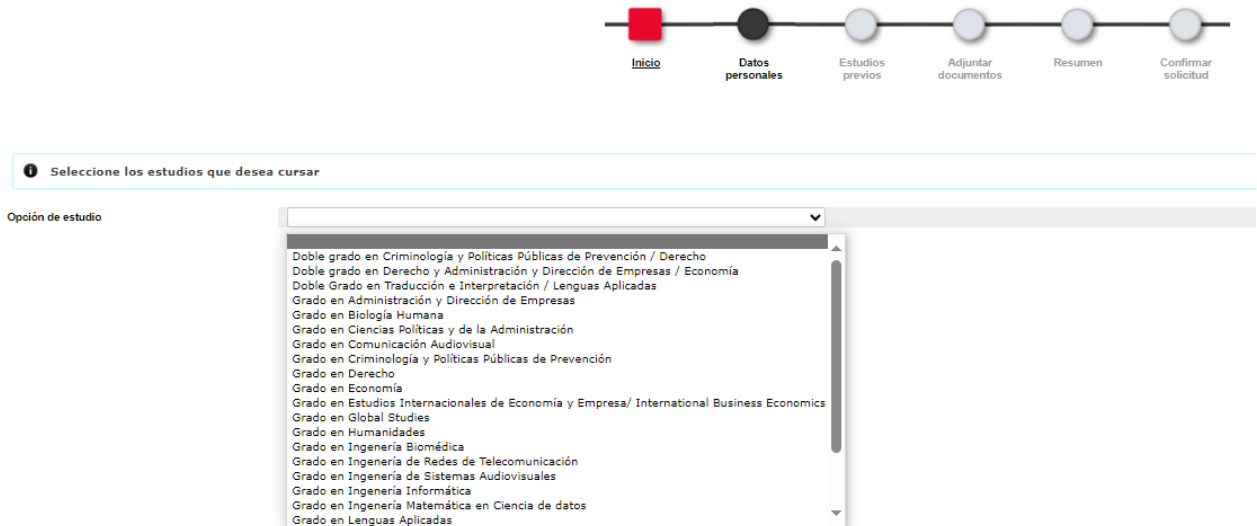 Inicio
Datos personales
Estudios previos
Adjuntar documentos
Resumen
Confirmar solicitud
Seleccione los estudios que desea cursar
Opción de estudio
Doble grado en Criminología y Políticas Públicas de Prevención / Derecho
Doble grado en Derecho y Administración y Dirección de Empresas / Economía
Doble Grado en Traducción e Interpretación / Lenguas Aplicadas
Grado en Administración y Dirección de Empresas
Grado en Biología Humana
Grado en Ciencias Políticas y de la Administración
Grado en Comunicación Audiovisual
Grado en Criminología y Políticas Públicas de Prevención
Grado en Derecho
Grado en Economía
Grado en Estudios Internacionales de Economía y Empresa/ International Business Economics
Grado en Global Studies
Grado en Humanidades
Grado en Ingenería Biomédica
Grado en Ingenería de Redes de Telecomunicación
Grado en Ingenería de Sistemas Audiovisuales
Grado en Ingenería Informática
Grado en Ingenería Matemática en Ciencia de datos
Grado en Lenguas Aplicadas